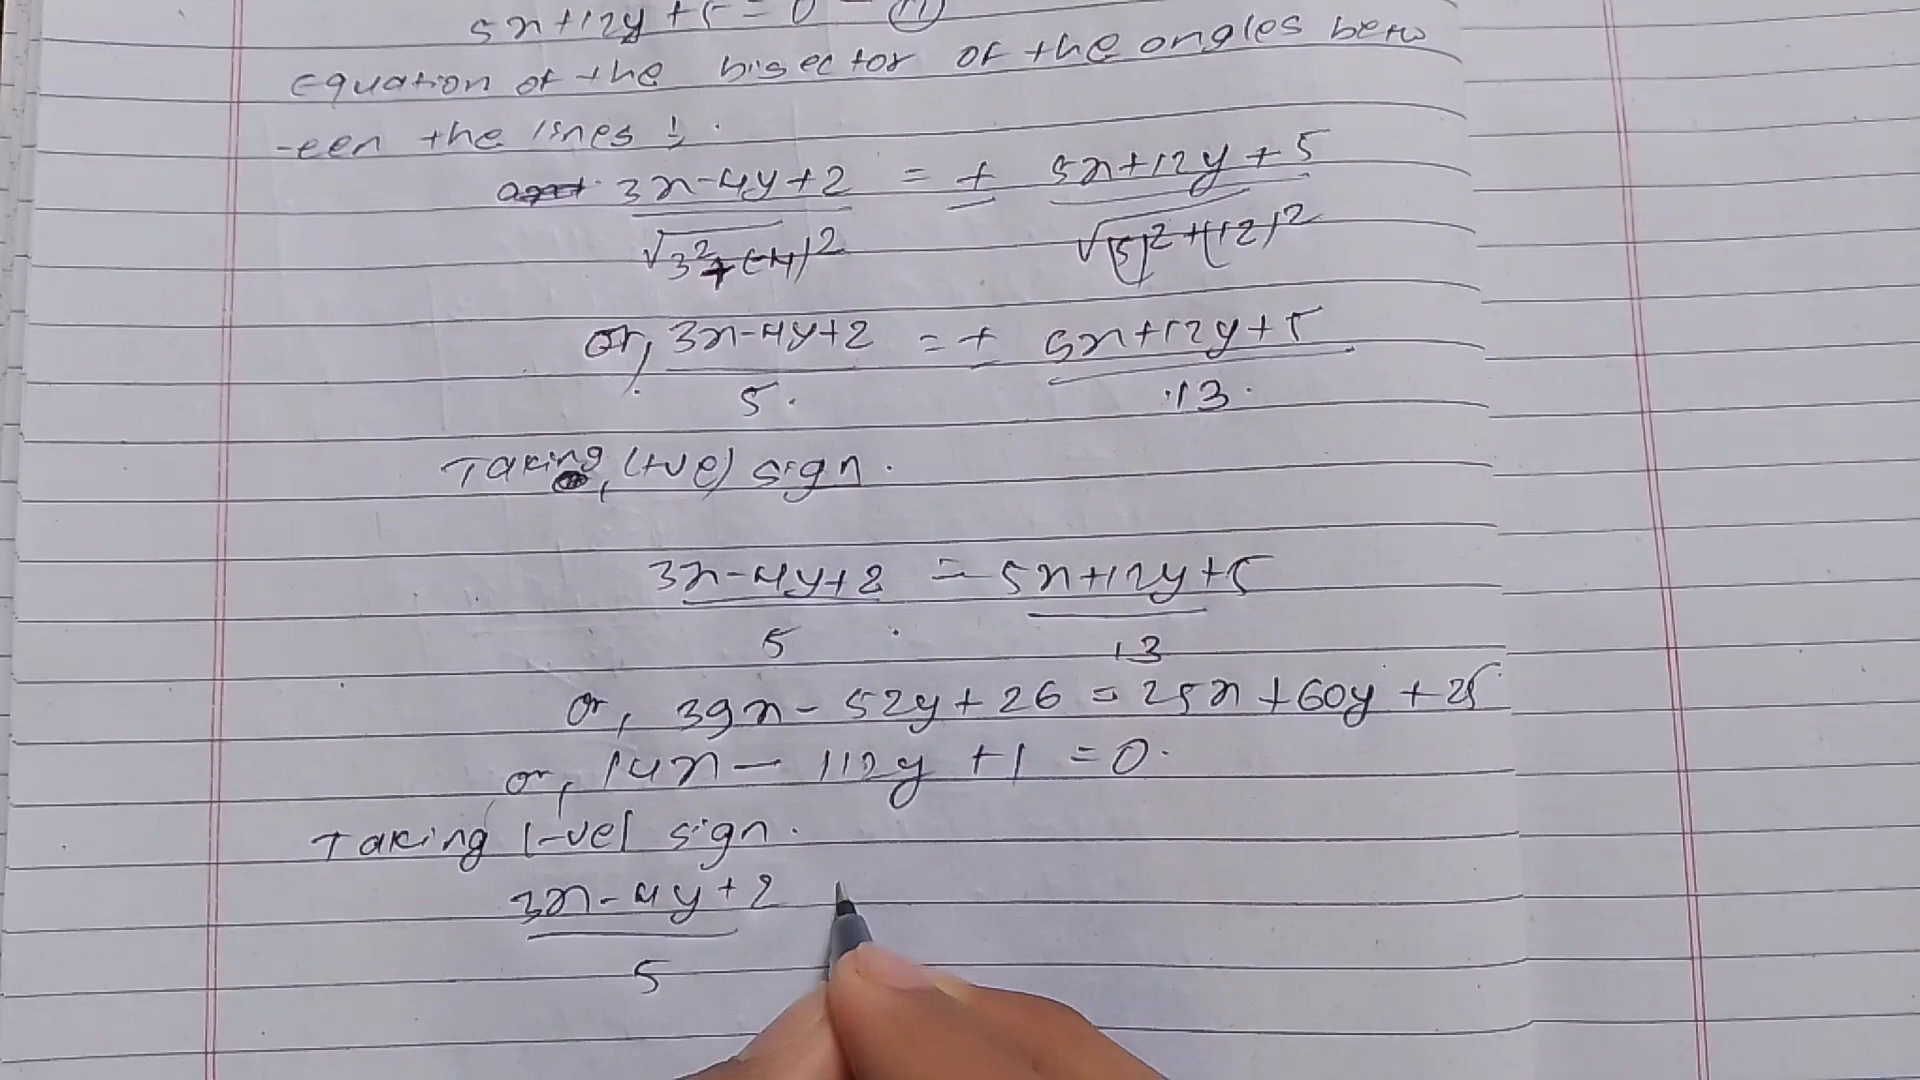 5x+12y+5=0 - (ii)
Equation of the bisector of the angles betw
-een the lines :
3x-4y+2 = ± 5x+12y+5
√3²+(-4)² √(5)²+(12)²
or, 3x-4y+2 = ± 5x+12y+5
5. 13.
Taking, (+ve) sign.
3x-4y+2 = 5x+12y+5
5 13
or, 39x - 52y + 26 = 25x + 60y + 25
or, 14x - 112y + 1 = 0.
Taking (-ve) sign.
3x-4y+2
5